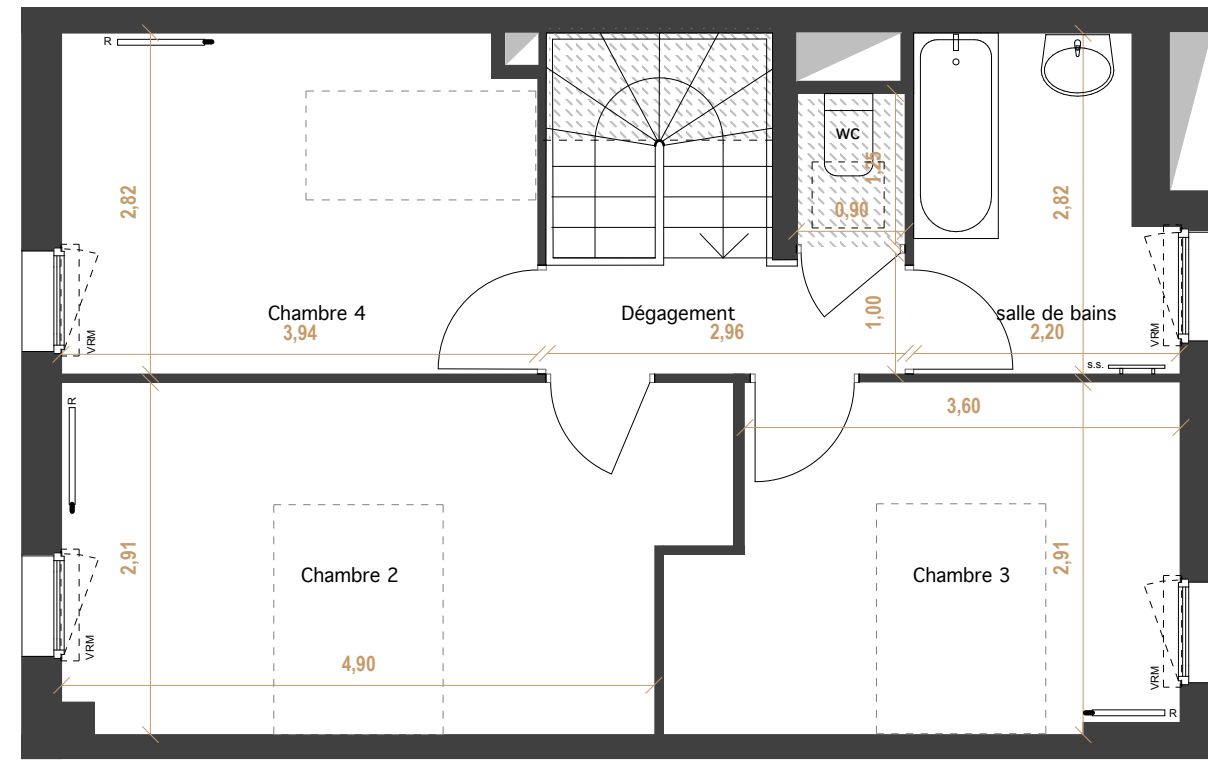 R
WC
1,25
0,90
2,82
2,82
Chambre 4
3,94
Dégagement
2,96
1,00
salle de bains
2,20
VRM
VRM
s.s.
R
3,60
2,91
Chambre 2
Chambre 3
2,91
VRM
4,90
VRM
R